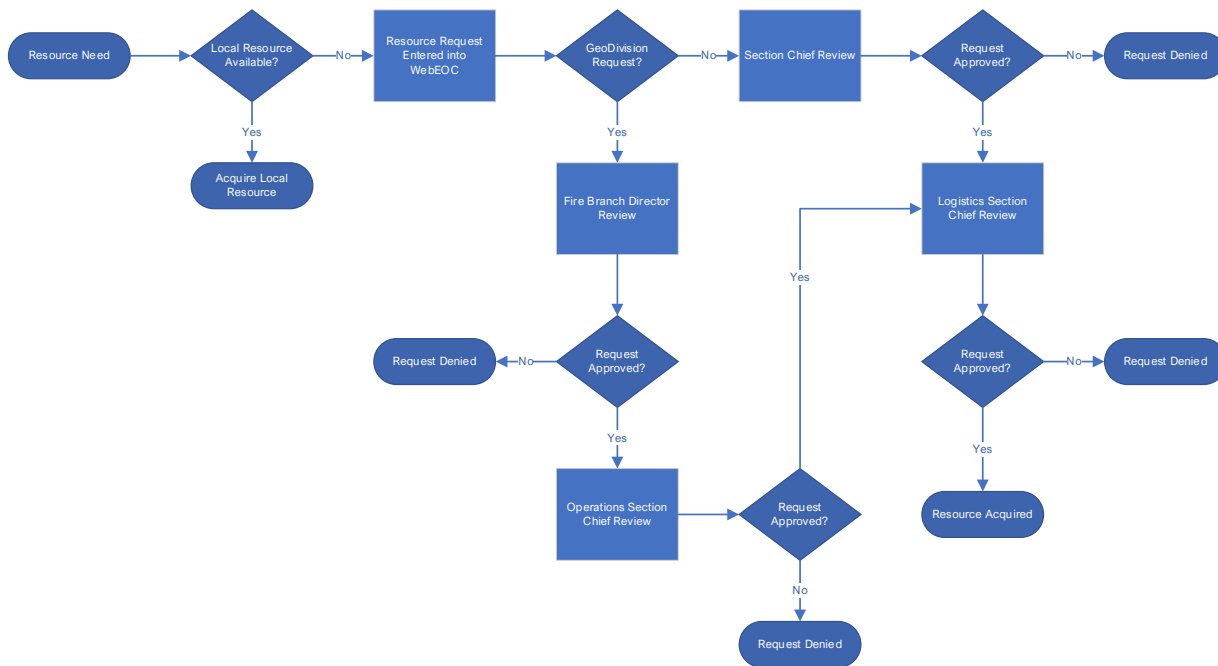 Resource Need
Local Resource
Available?
No
Resource Request
Entered into
WebEOC
GeoDivision
Request?
No
Section Chief Review
Request
Approved?
No
Request Denied
Yes
Acquire Local
Resource
Yes
Fire Branch Director
Review
Yes
Logistics Section
Chief Review
Yes
Request Denied
No
Request
Approved?
Request
Approved?
No
Request Denied
Yes
Operations Section
Chief Review
Request
Approved?
Yes
Resource Acquired
No
Request Denied